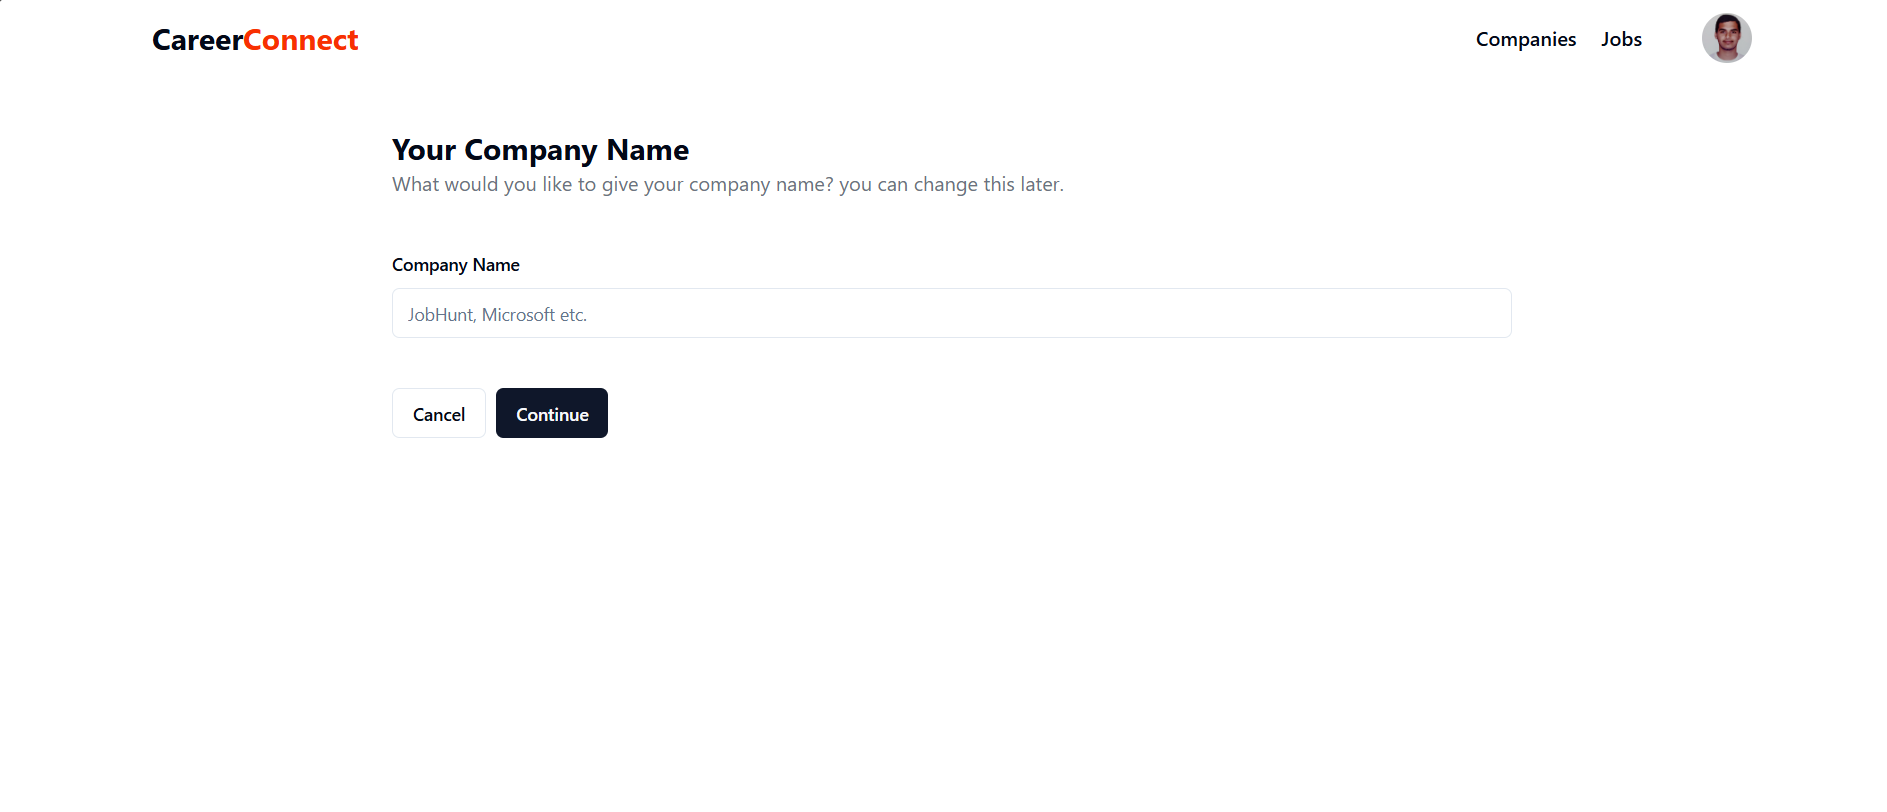 CareerConnect
Companies
Jobs
Your Company Name
What would you like to give your company name? you can change this later.
Company Name
JobHunt, Microsoft etc.
Cancel
Continue